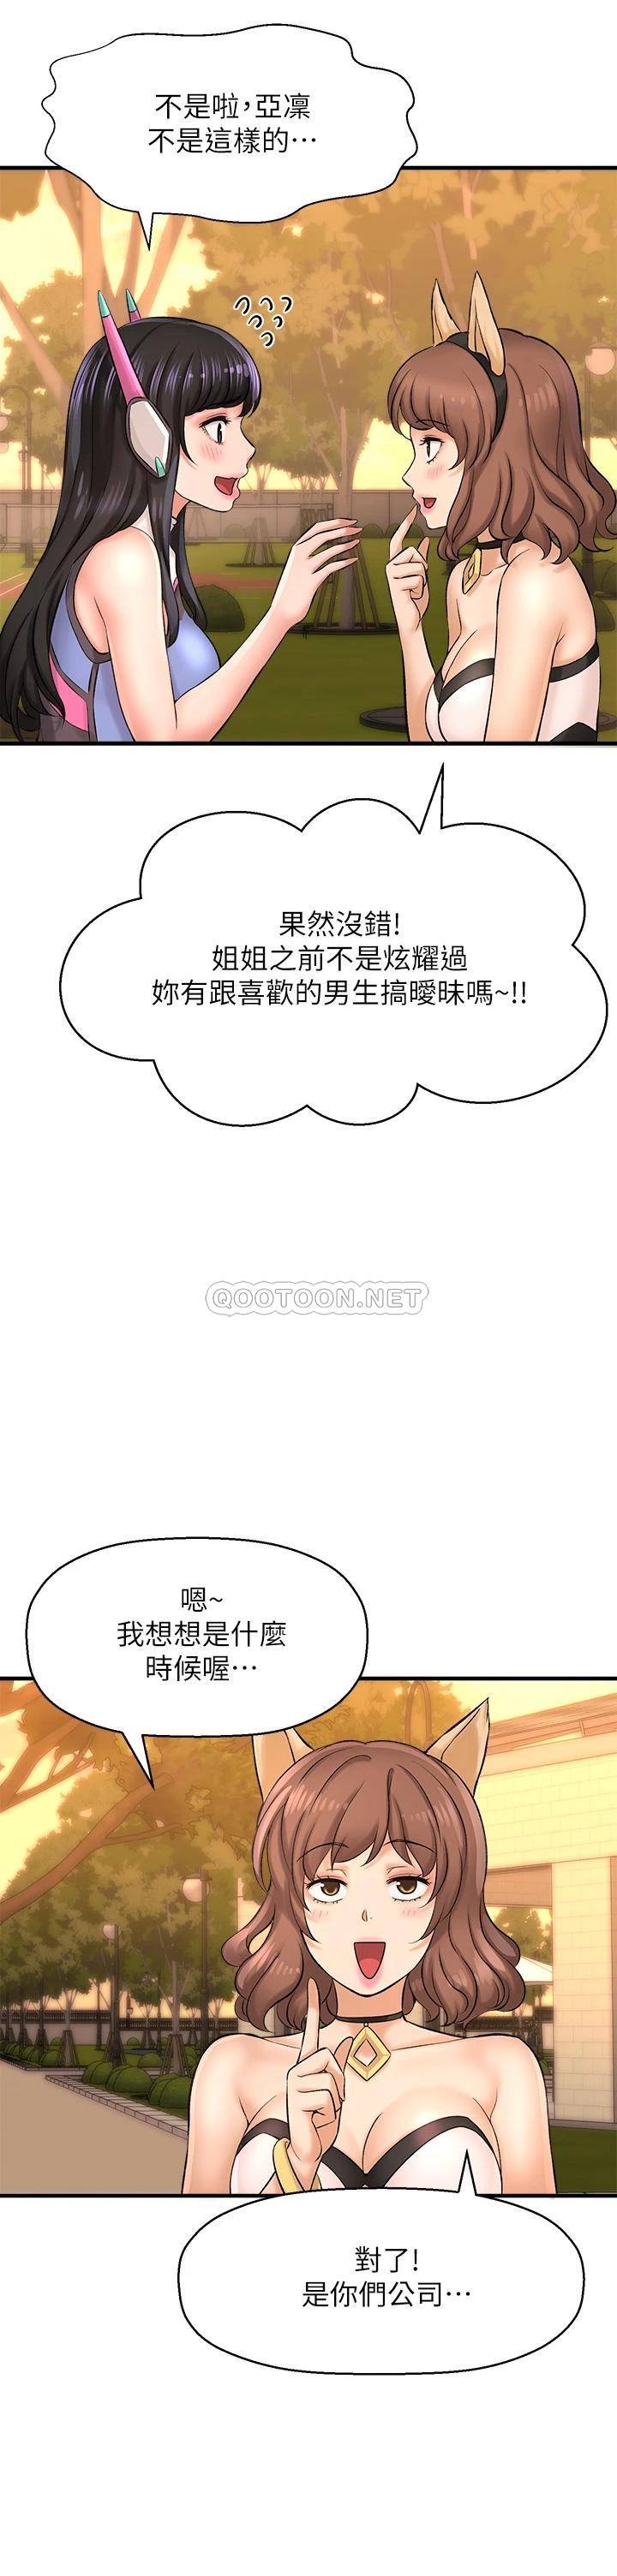 不是啦，亞凜
不是這樣的⋯
果然沒錯!
姐姐之前不是炫耀過
妳有跟喜歡的男生搞曖昧嗎~!!
QOOTOON.NET
嗯~
我想想是什麼
時候喔⋯
對了!
是你們公司⋯